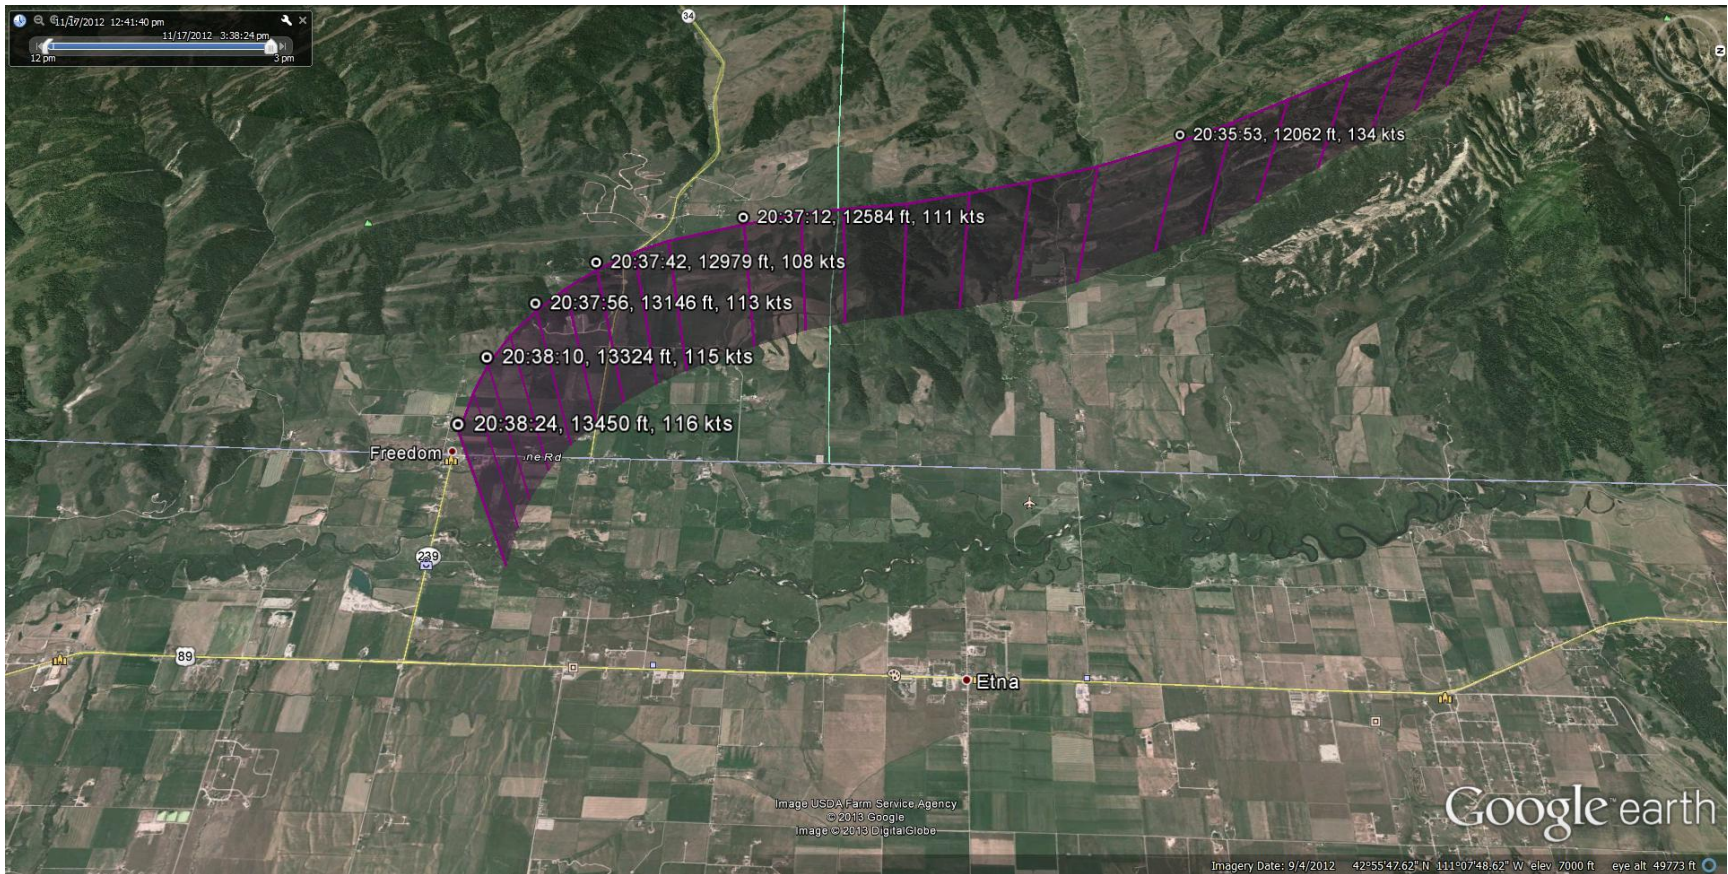 11/17/2012 12:41:40 pm
11/17/2012 3:38:24 pm
12 pm
3 pm
34
20:35:53, 12062 ft, 134 kts
20:37:12, 12584 ft, 111 kts
20:37:42, 12979 ft, 108 kts
20:37:56, 13146 ft, 113 kts
20:38:10, 13324 ft, 115 kts
20:38:24, 13450 ft, 116 kts
Freedom
ne Rd
239
89
Etna
Image USDA Farm Service Agency
© 2013 Google
Image © 2013 DigitalGlobe
Google earth
Imagery Date: 9/4/2012 42°55'47.62" N 111°07'48.62" W elev 7000 ft eye alt 49773 ft